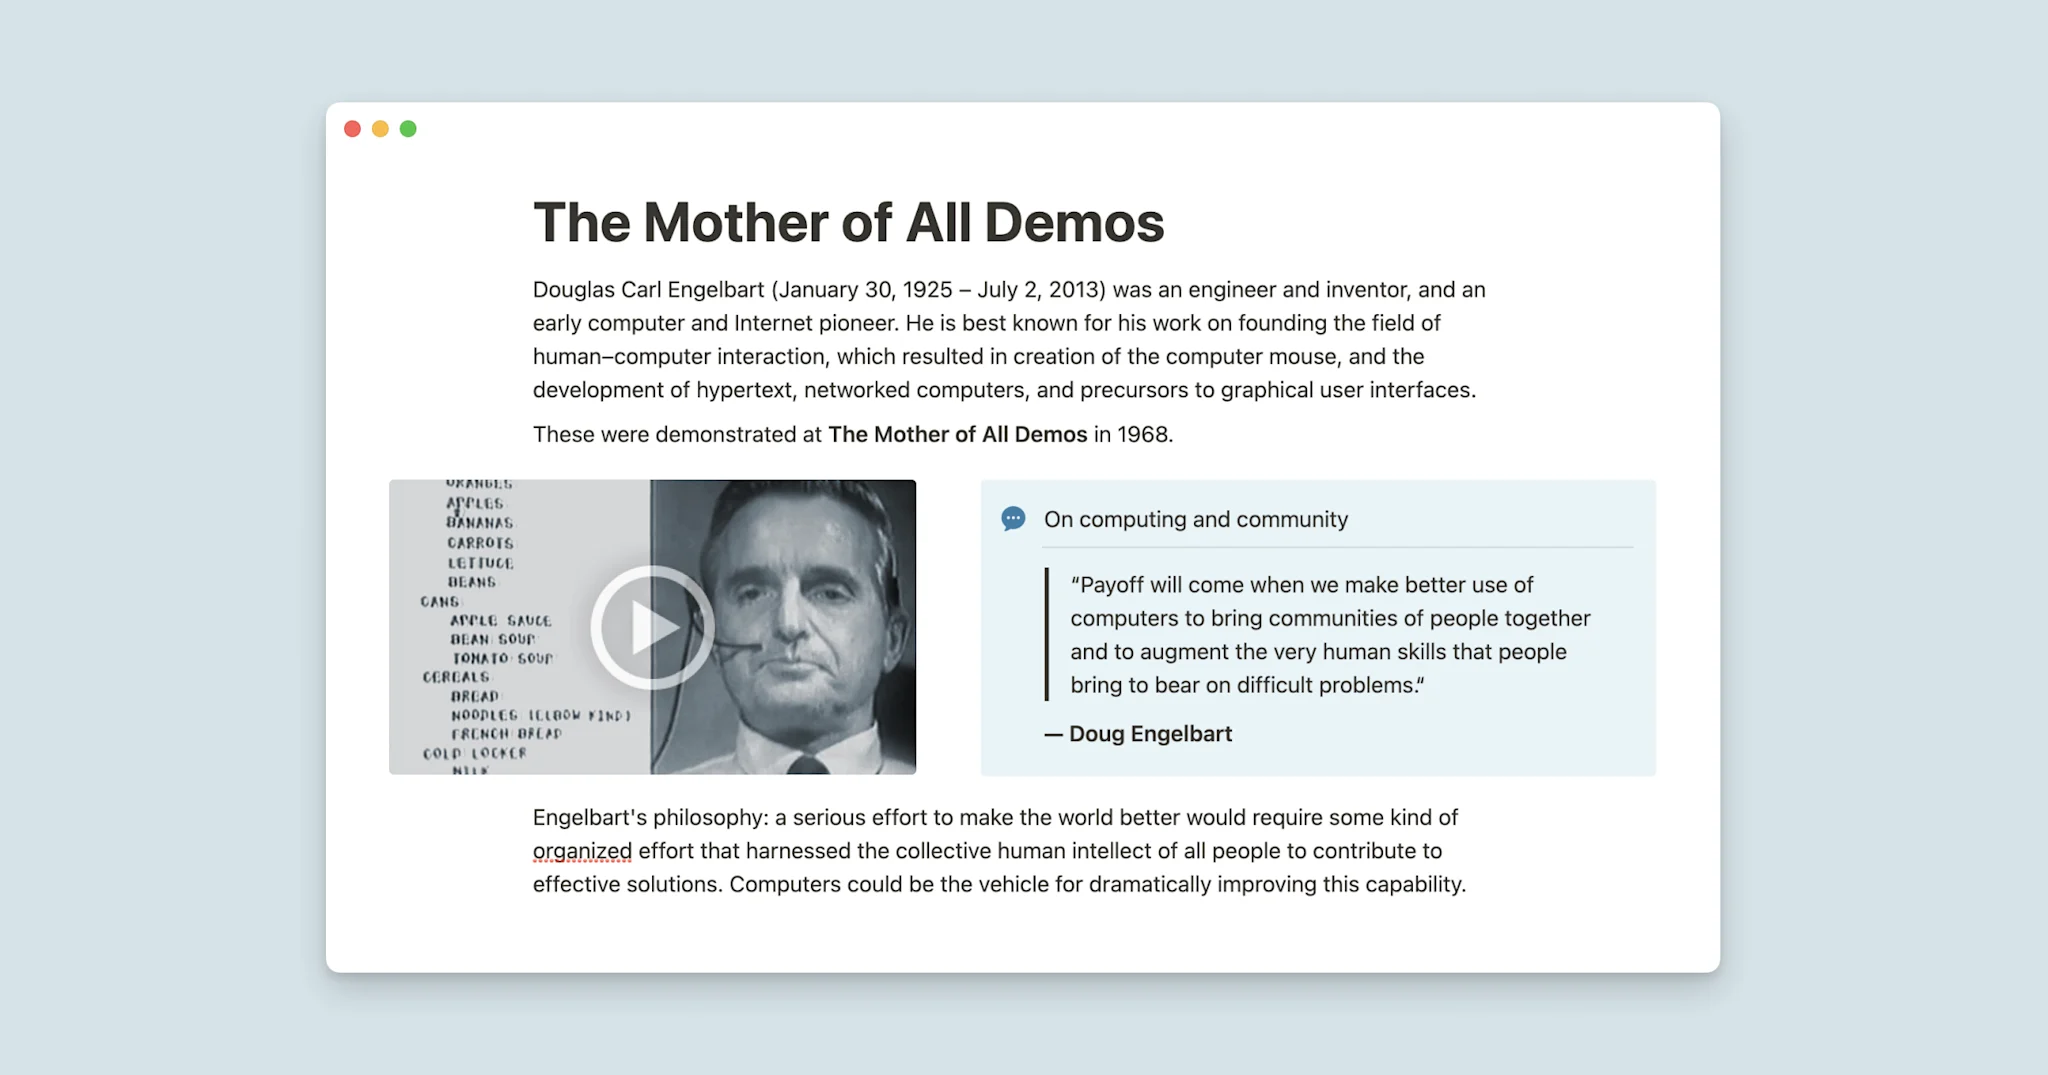 The Mother of All Demos
Douglas Carl Engelbart (January 30, 1925 – July 2, 2013) was an engineer and inventor, and an
early computer and Internet pioneer. He is best known for his work on founding the field of
human–computer interaction, which resulted in creation of the computer mouse, and the
development of hypertext, networked computers, and precursors to graphical user interfaces.
These were demonstrated at The Mother of All Demos in 1968.
ORANGES
APPLES
BANANAS
CARROTS
LETTUCE
BEANS
CANS
APPLE SAUCE
BEAN SOUP
TOMATO SOUP
CEREALS
BREAD
NOODLES (ELBOW KIND)
FRENCH BREAD
COLD LOCKER
MILK
On computing and community
“Payoff will come when we make better use of
computers to bring communities of people together
and to augment the very human skills that people
bring to bear on difficult problems.“
— Doug Engelbart
Engelbart's philosophy: a serious effort to make the world better would require some kind of
organized effort that harnessed the collective human intellect of all people to contribute to
effective solutions. Computers could be the vehicle for dramatically improving this capability.